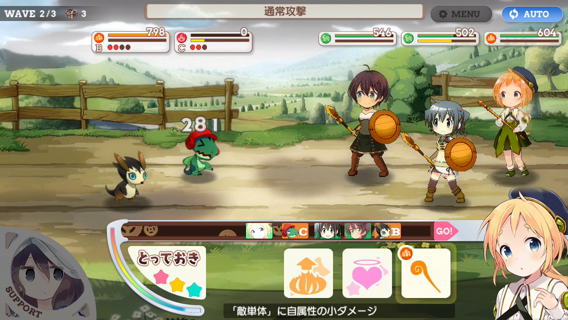 WAVE 2/3 3
通常攻撃
MENU
AUTO
798
B
0
C
546
502
604
281
C B GO!
とっておき
SUPPORT
「敵単体」に自属性の小ダメージ